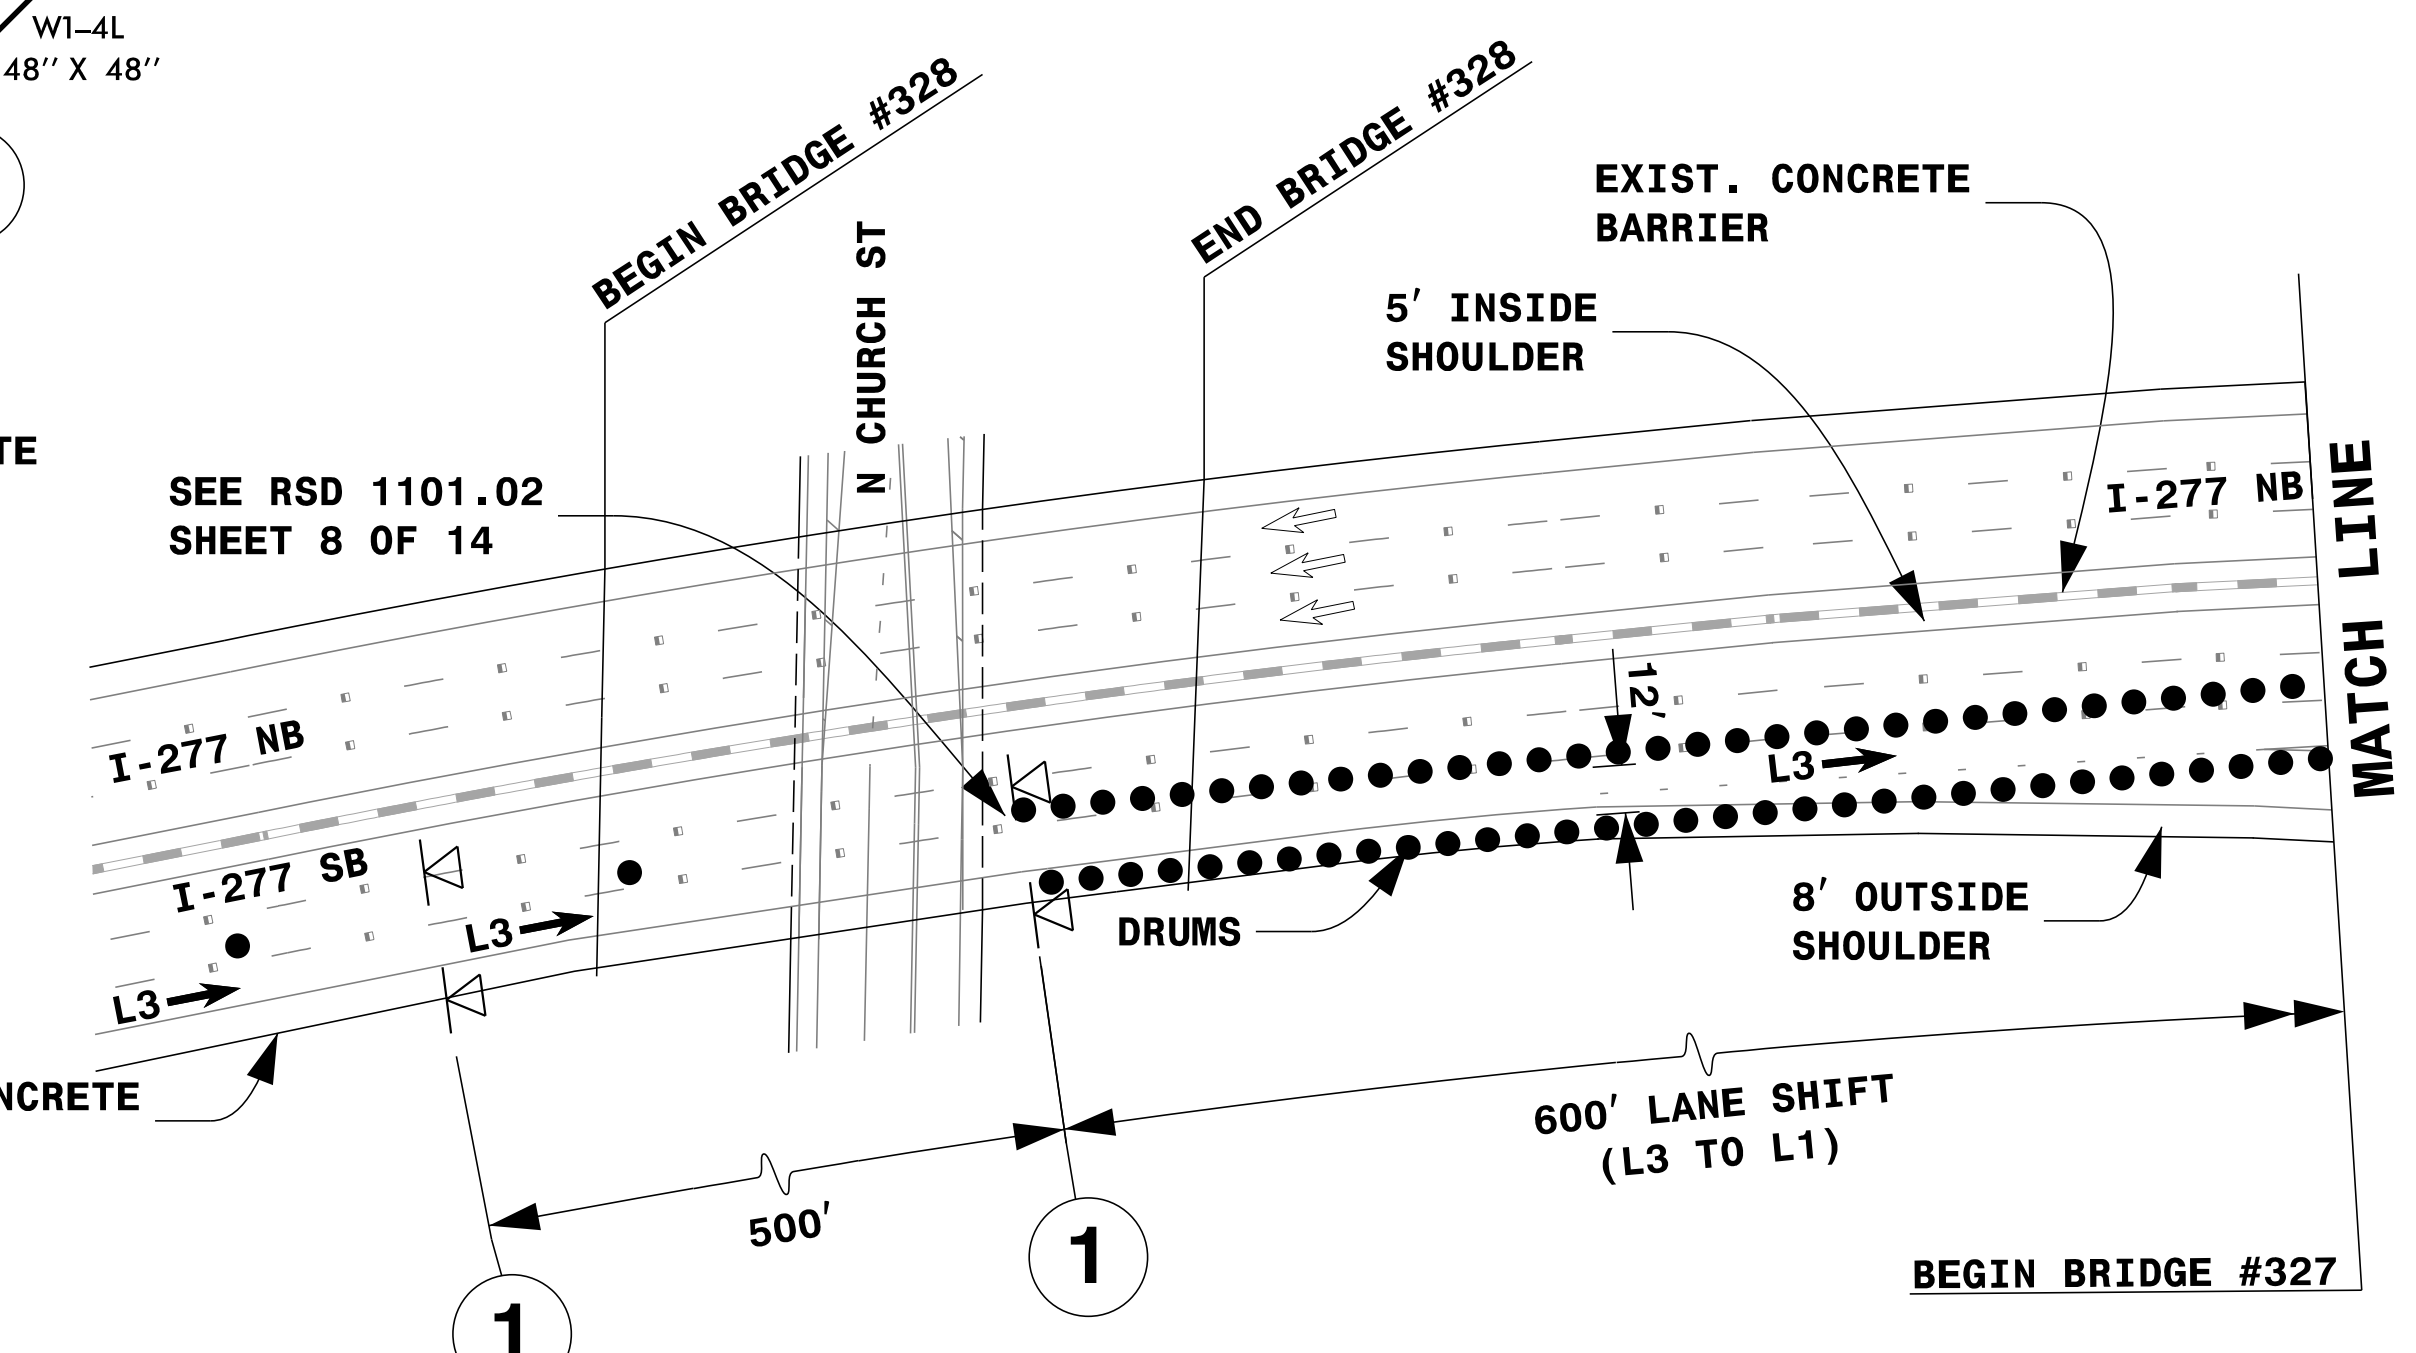 W1-4L
48'' X 48''
BEGIN BRIDGE #328
END BRIDGE #328
N CHURCH ST
EXIST. CONCRETE
BARRIER
5' INSIDE
SHOULDER
TE
SEE RSD 1101.02
SHEET 8 OF 14
I-277 NB
MATCH LINE
12'
L3
I-277 NB
I-277 SB
L3
L3
DRUMS
8' OUTSIDE
SHOULDER
NCRETE
600' LANE SHIFT
(L3 TO L1)
500'
1
1
BEGIN BRIDGE #327